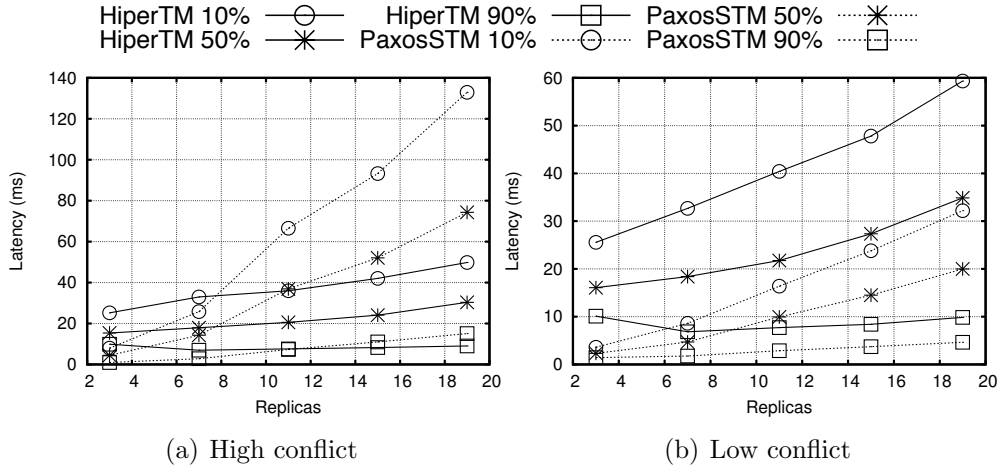 HiperTM 10% HiperTM 90% PaxosSTM 50%
HiperTM 50% PaxosSTM 10% PaxosSTM 90%
140
120
100
80
60
40
20
0
Latency (ms)
2 4 6 8 10 12 14 16 18 20
Replicas
(a) High conflict
60
50
40
30
20
10
0
Latency (ms)
2 4 6 8 10 12 14 16 18 20
Replicas
(b) Low conflict